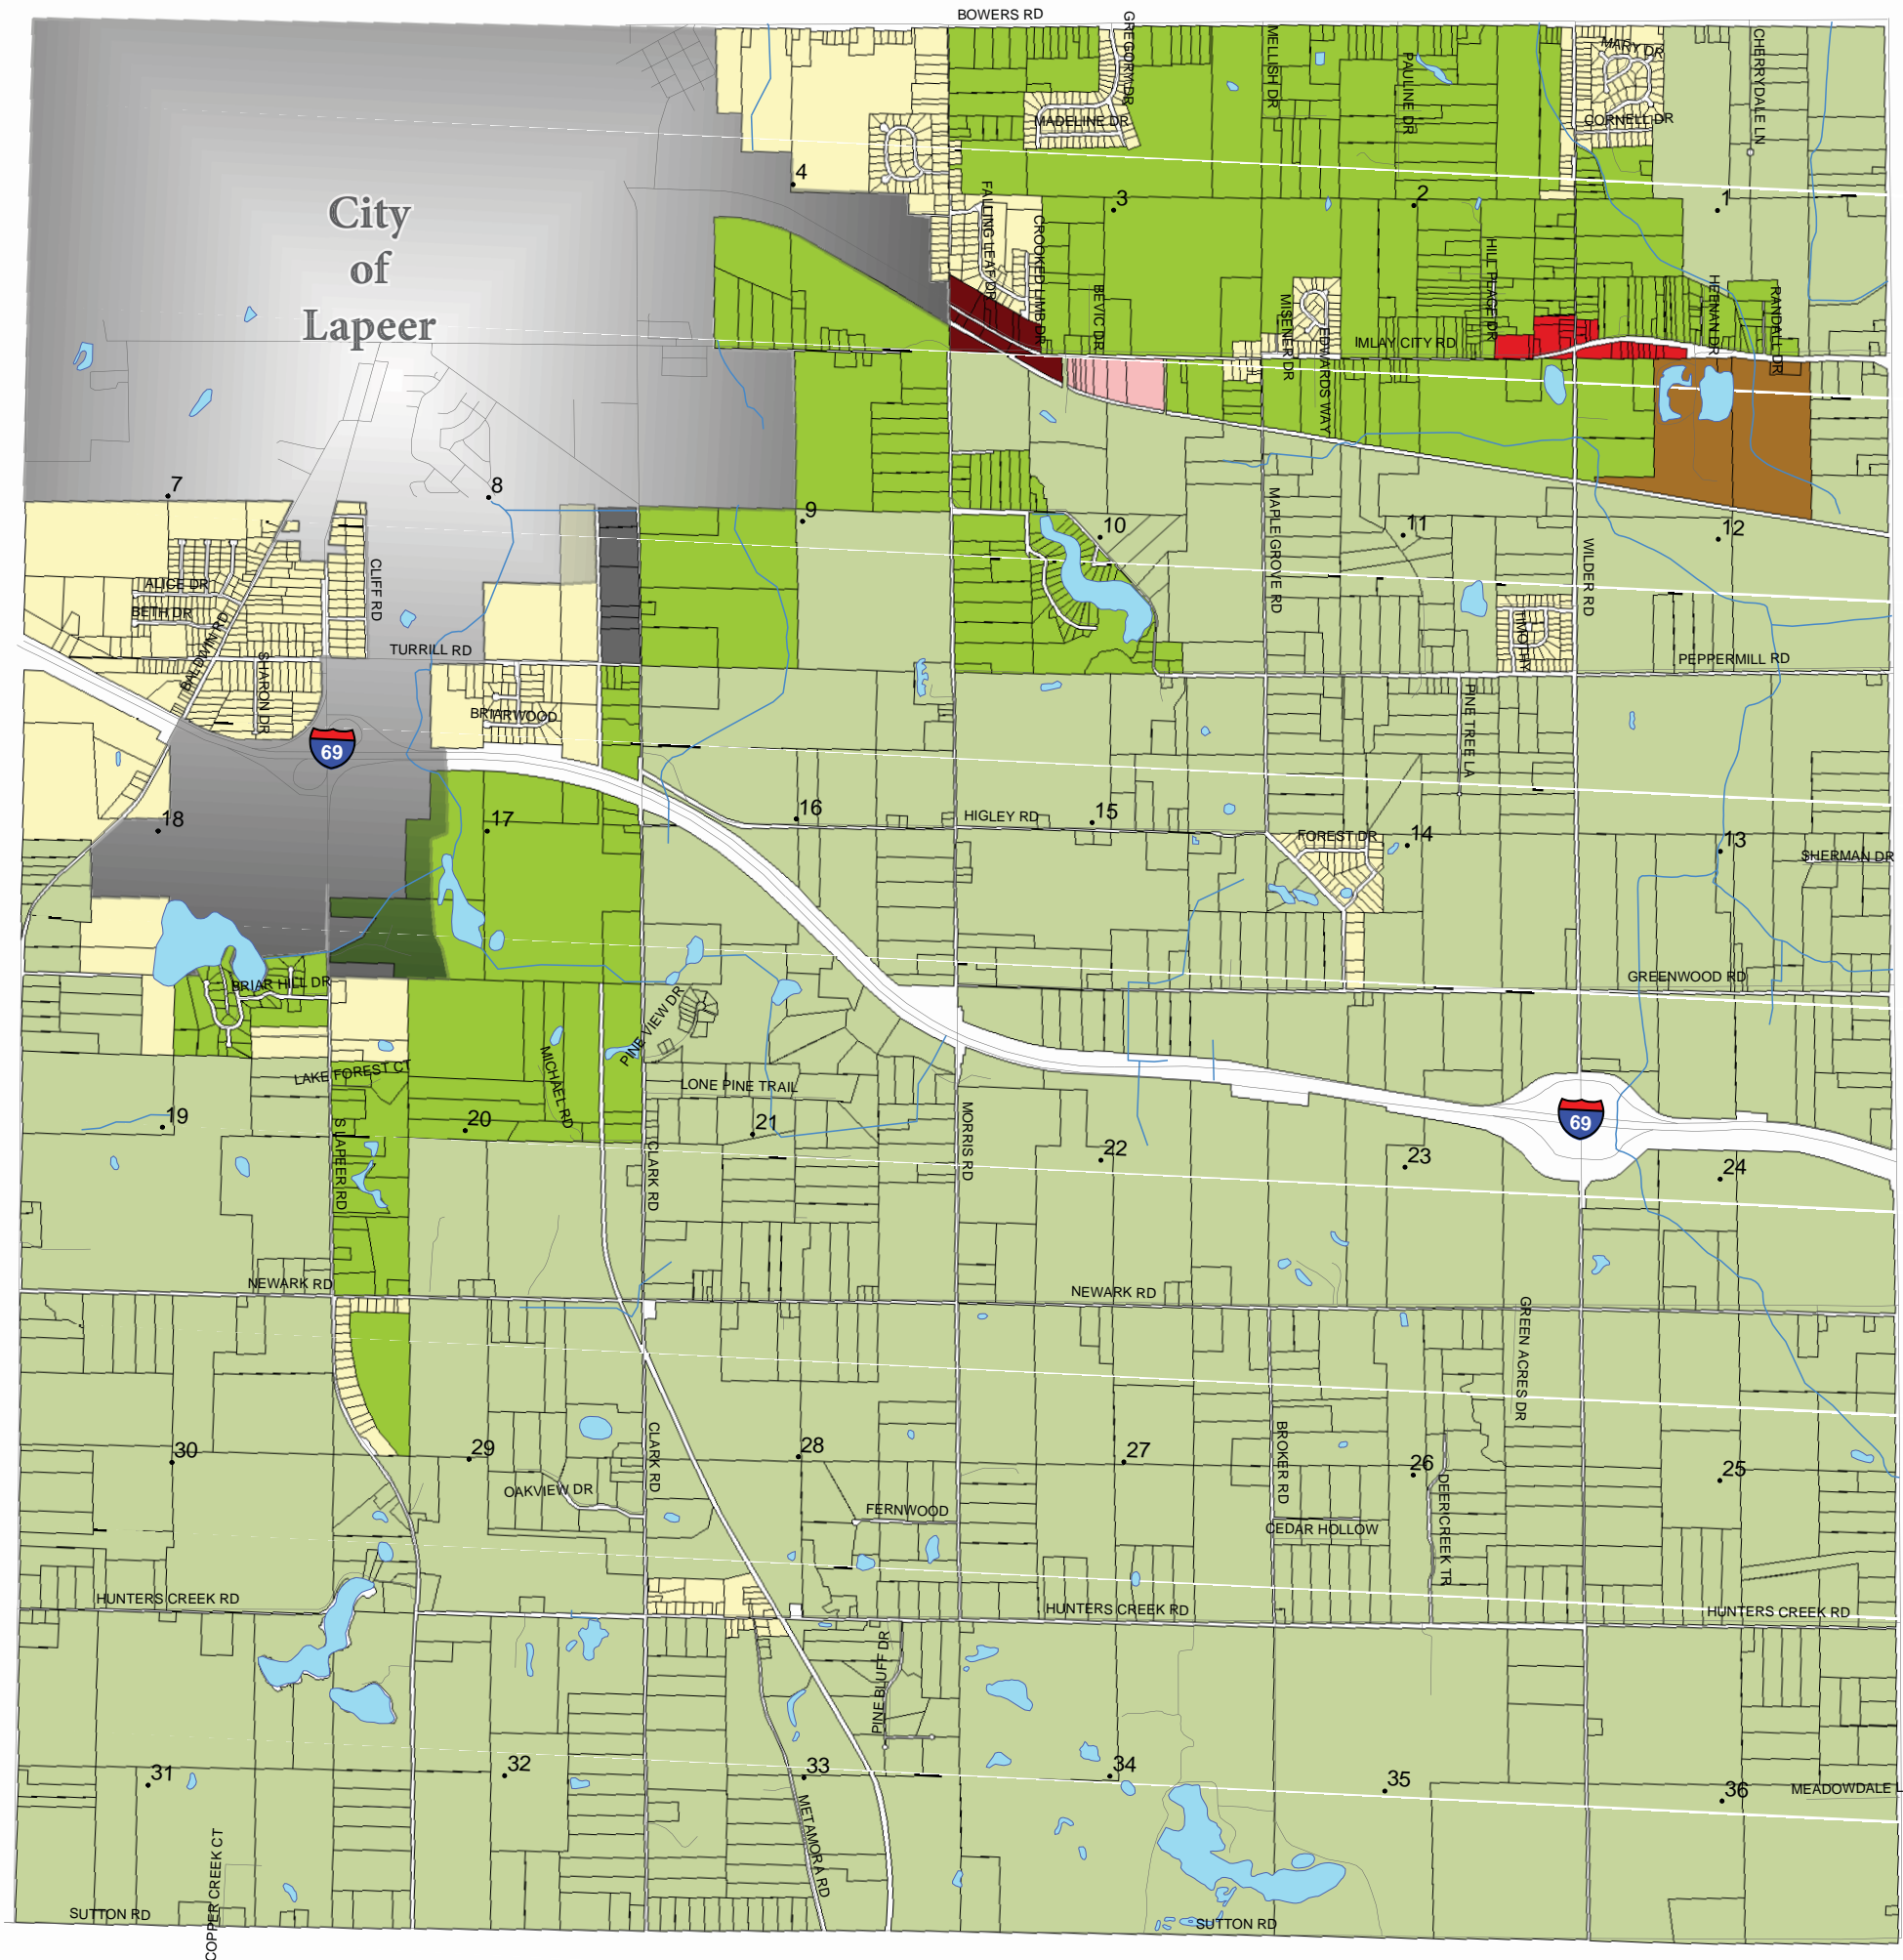 BOWERS RD
GREGORY DR
MELLISH DR
PAULINE DR
MARY DR
CHERRYDALE LN
MADELINE DR
CORNELL DR
4
3
2
1
City
of
Lapeer
FALLING LEAF DR
CROOKED LIMB DR
BEVIC DR
MISENER DR
EDWARDS WAY
HILL PLACE DR
HEENAN DR
RANDALL DR
IMLAY CITY RD
7
8
9
10
11
12
MAPLE GROVE RD
WILDER RD
CLIFF RD
ALICE DR
BETH DR
BALDWIN RD
SHARON DR
TURRILL RD
TIMOTHY
PEPPERMILL RD
BRIARWOOD
PINE TREE LA
69
18
17
16
HIGLEY RD
15
FOREST DR
14
13
SHERMAN DR
BRIAR HILL DR
GREENWOOD RD
PINE VIEW DR
MICHAEL RD
LAKE FOREST CT
LONE PINE TRAIL
19
20
21
22
23
24
69
S LAPEER RD
CLARK RD
MORRIS RD
NEWARK RD
NEWARK RD
GREEN ACRES DR
30
29
28
27
26
25
CLARK RD
BROKER RD
OAKVIEW DR
FERNWOOD
CEDAR HOLLOW
DEER CREEK TR
HUNTERS CREEK RD
HUNTERS CREEK RD
HUNTERS CREEK RD
PINE BLUFF DR
31
32
33
34
35
36
MEADOWDALE L
METAMORA RD
COPPER CREEK CT
SUTTON RD
SUTTON RD